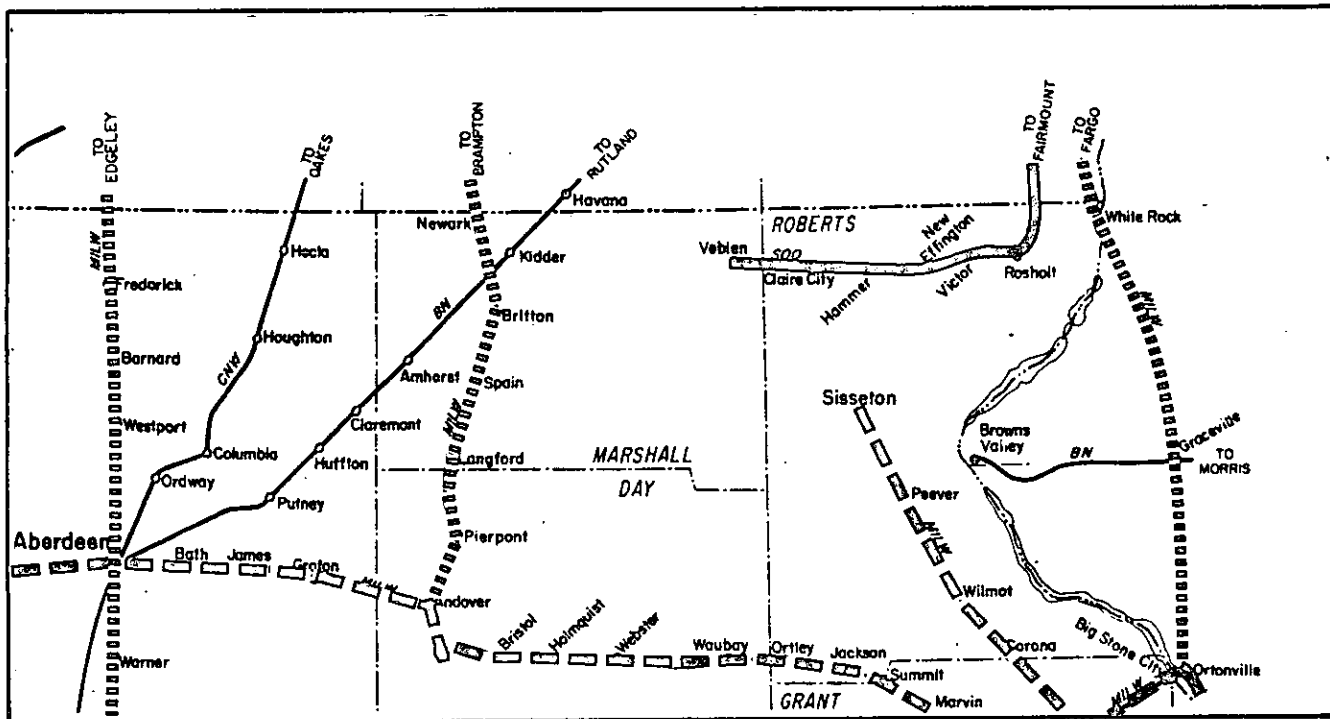 TO EDGELEY
TO OAKES
TO BRAMPTON
TO RUTLAND
TO FAIRMOUNT
TO FARGO
Havana
Newark
ROBERTS
White Rock
MILW
Hecla
Kidder
Veblen
SOO
New Effington
Claire City
Hammer
Victor
Rosholt
Frederick
BN
Britton
MILW
Houghton
Barnard
CNW
Amherst
Spain
Sisseton
Westport
Claremont
MILW
Browns
Valley
Graceville
Columbia
Huffton
Langford
MARSHALL
BN
TO
MORRIS
Ordway
DAY
Putney
Peever
Aberdeen
Pierpont
MILW
Bath
James
Groton
MILW
Andover
Wilmot
Bristol
Holmquist
Webster
Waubay
Ortley
Jackson
Corona
Big Stone City
Warner
Summit
Ortonville
GRANT
Marvin
MILW